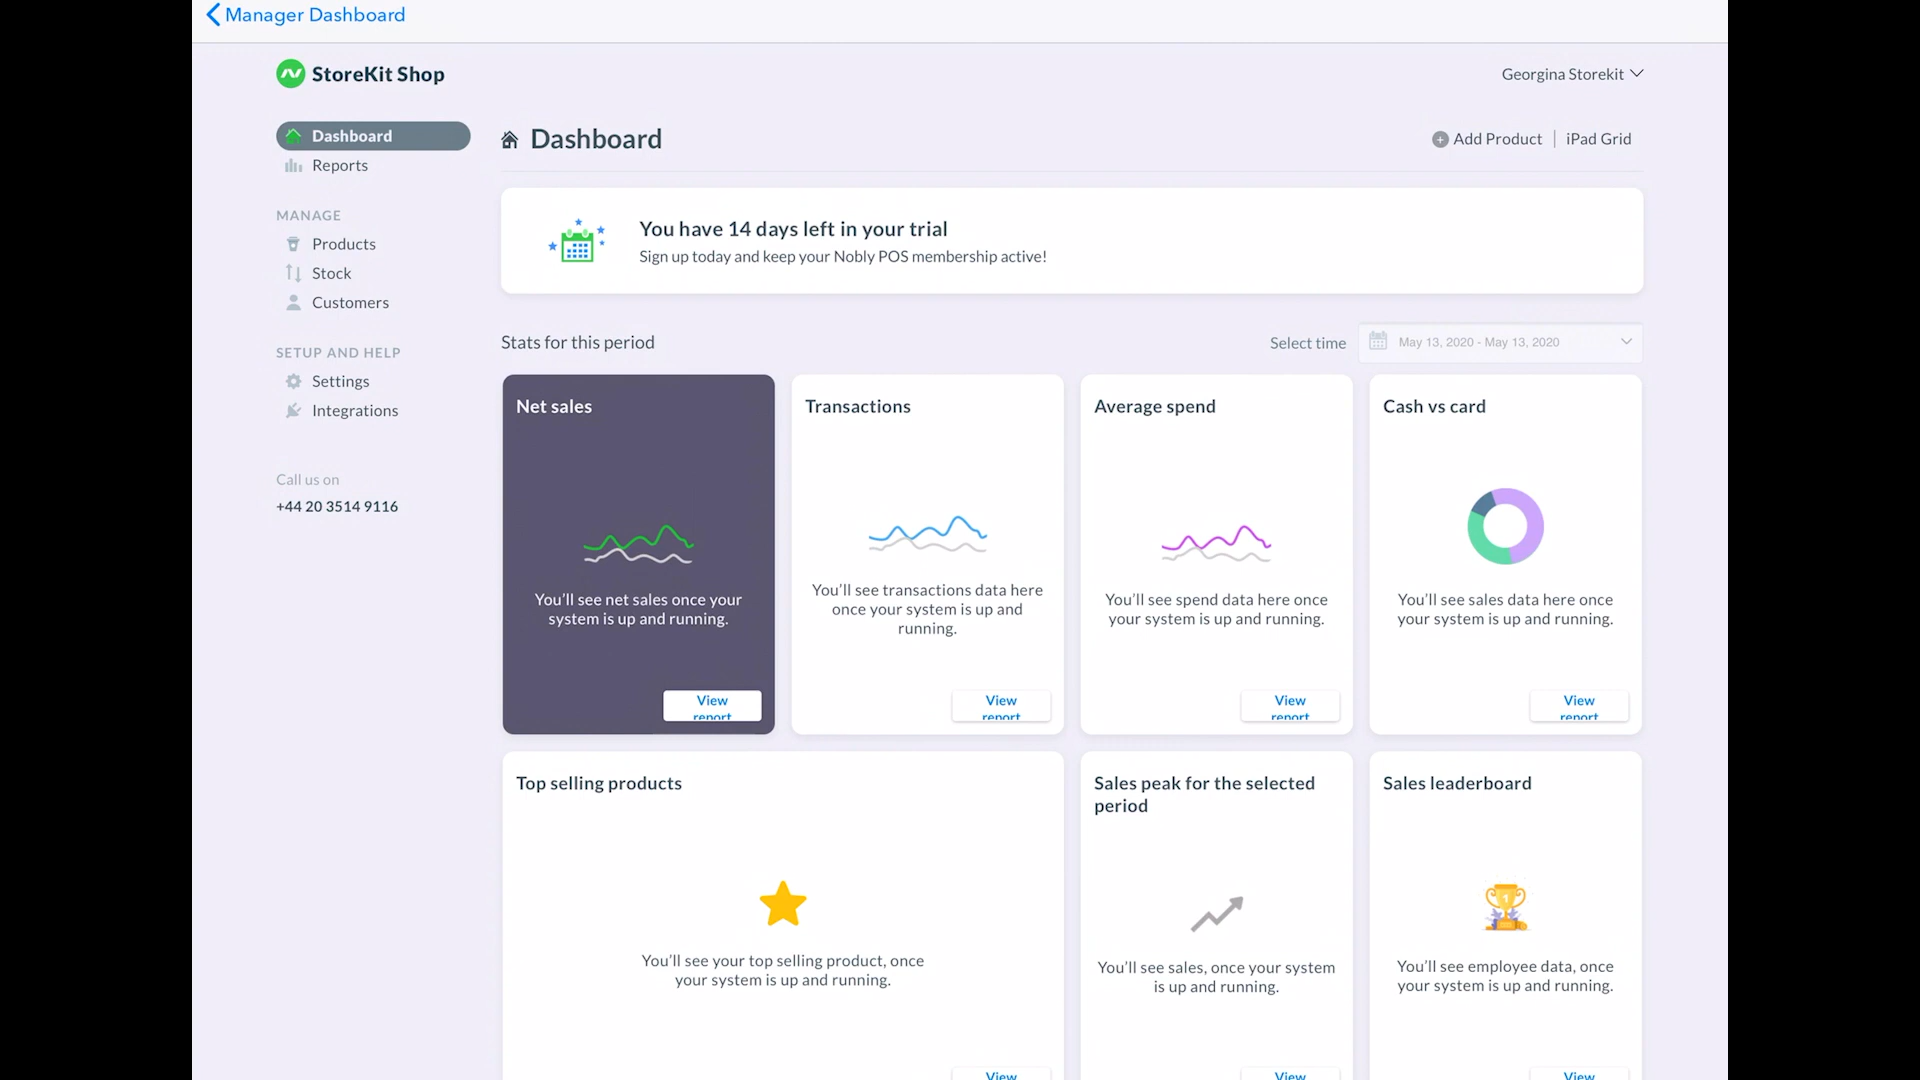 Manager Dashboard
StoreKit Shop
Georgina Storekit
Dashboard
Reports
MANAGE
Products
Stock
Customers
SETUP AND HELP
Settings
Integrations
Call us on
+44 20 3514 9116
Dashboard
Add Product | iPad Grid
You have 14 days left in your trial
Sign up today and keep your Nobly POS membership active!
Stats for this period
Select time
May 13, 2020 - May 13, 2020
Net sales
You'll see net sales once your
system is up and running.
View
report
Transactions
You'll see transactions data here
once your system is up and
running.
View
report
Average spend
You'll see spend data here once
your system is up and running.
View
report
Cash vs card
You'll see sales data here once
your system is up and running.
View
report
Top selling products
You'll see your top selling product, once
your system is up and running.
View
Sales peak for the selected
period
You'll see sales, once your system
is up and running.
View
Sales leaderboard
1
You'll see employee data, once
your system is up and running.
View